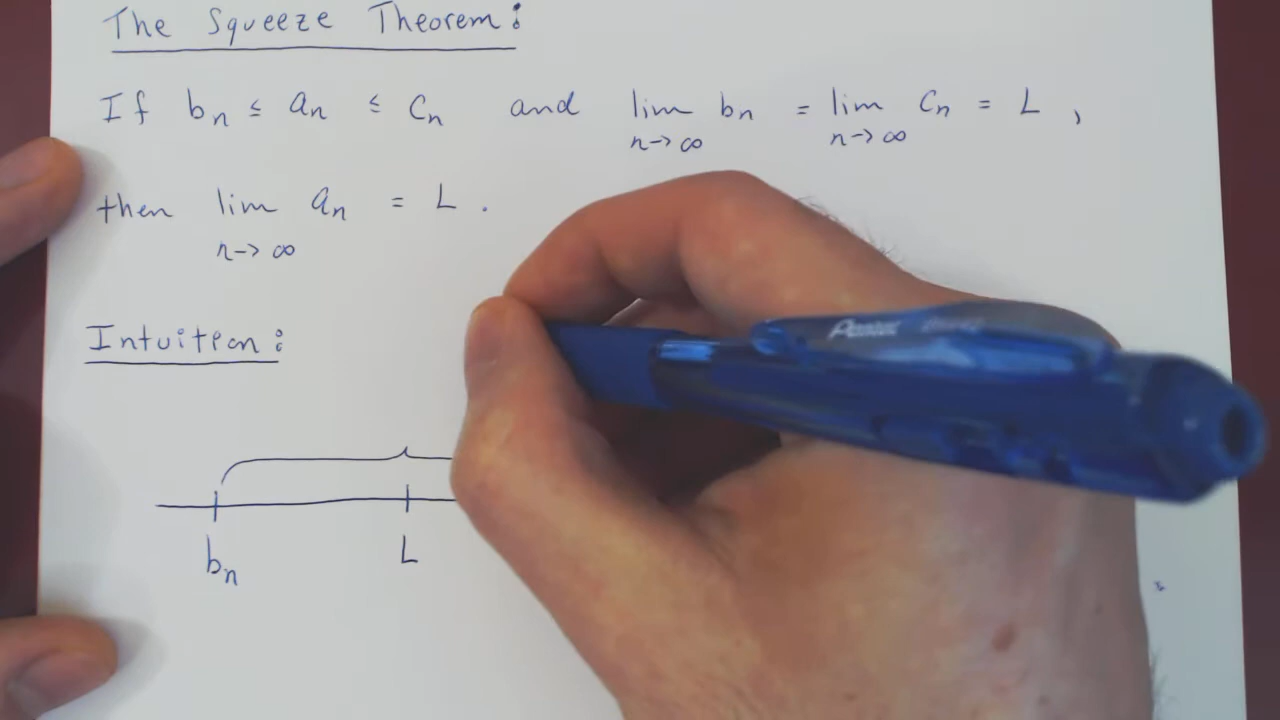 The Squeeze Theorem:
If bₙ ≤ aₙ ≤ cₙ and lim bₙ = lim cₙ = L,
n→∞ n→∞
then lim aₙ = L.
n→∞
Intuition:
bₙ L